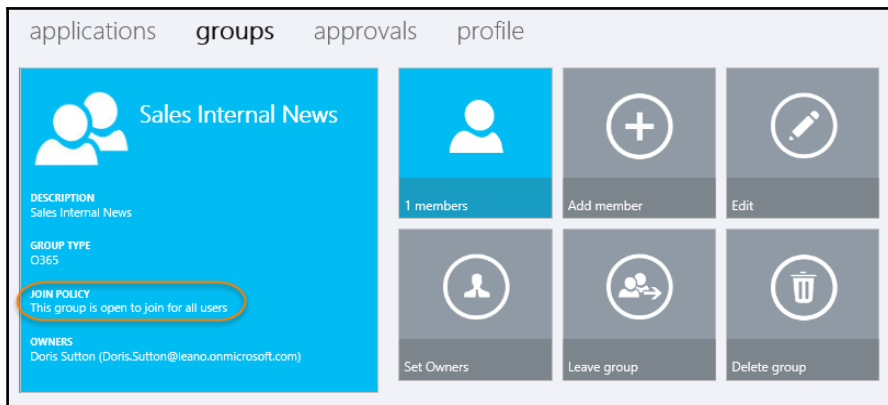 applications groups approvals profile
Sales Internal News
DESCRIPTION
Sales Internal News
GROUP TYPE
O365
JOIN POLICY
This group is open to join for all users
OWNERS
Doris Sutton (Doris.Sutton@leano.onmicrosoft.com)
1 members
Add member
Edit
Set Owners
Leave group
Delete group